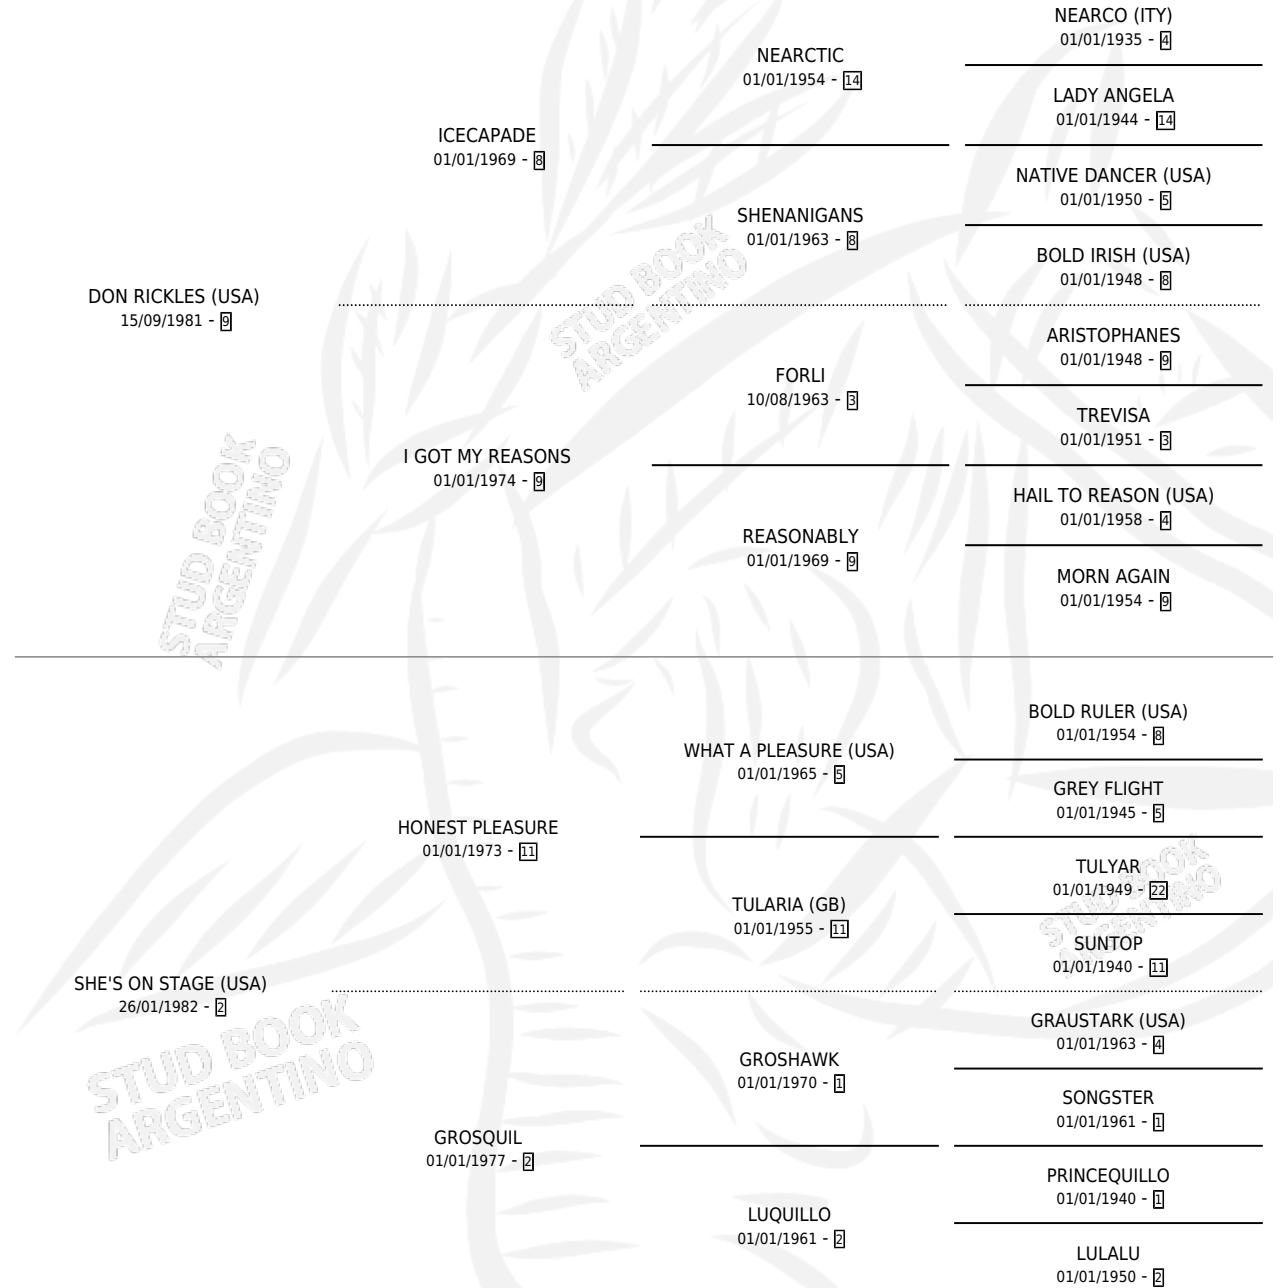 NEARCO (ITY)
01/01/1935 - 4
NEARCTIC
01/01/1954 - 14
LADY ANGELA
01/01/1944 - 14
ICECAPADE
01/01/1969 - 8
NATIVE DANCER (USA)
01/01/1950 - 5
SHENANIGANS
01/01/1963 - 8
BOLD IRISH (USA)
01/01/1948 - 8
DON RICKLES (USA)
15/09/1981 - 9
ARISTOPHANES
01/01/1948 - 9
FORLI
10/08/1963 - 3
TREVISA
01/01/1951 - 3
I GOT MY REASONS
01/01/1974 - 9
HAIL TO REASON (USA)
01/01/1958 - 4
REASONABLY
01/01/1969 - 9
MORN AGAIN
01/01/1954 - 9
STUD BOOK
ARGENTINO
STUD BOOK
ARGENTINO
BOLD RULER (USA)
01/01/1954 - 8
WHAT A PLEASURE (USA)
01/01/1965 - 5
GREY FLIGHT
01/01/1945 - 5
HONEST PLEASURE
01/01/1973 - 11
TULYAR
01/01/1949 - 22
TULARIA (GB)
01/01/1955 - 11
SUNTOP
01/01/1940 - 11
STUD BOOK
ARGENTINO
SHE'S ON STAGE (USA)
26/01/1982 - 2
GRAUSTARK (USA)
01/01/1963 - 4
GROSHAWK
01/01/1970 - 1
SONGSTER
01/01/1961 - 1
STUD BOOK
ARGENTINO
GROSQUIL
01/01/1977 - 2
PRINCEQUILLO
01/01/1940 - 1
LUQUILLO
01/01/1961 - 2
LULALU
01/01/1950 - 2